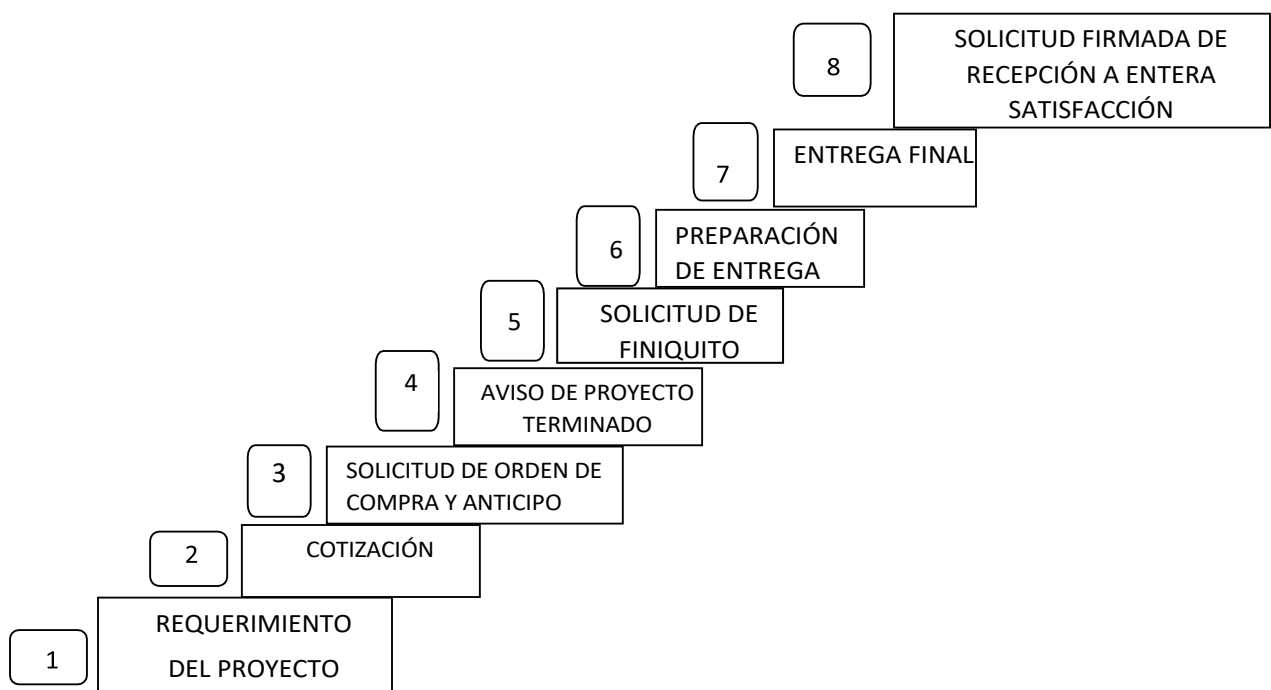 8
SOLICITUD FIRMADA DE
RECEPCIÓN A ENTERA
SATISFACCIÓN
7
ENTREGA FINAL
6
PREPARACIÓN
DE ENTREGA
5
SOLICITUD DE
FINIQUITO
4
AVISO DE PROYECTO
TERMINADO
3
SOLICITUD DE ORDEN DE
COMPRA Y ANTICIPO
2
COTIZACIÓN
1
REQUERIMIENTO
DEL PROYECTO